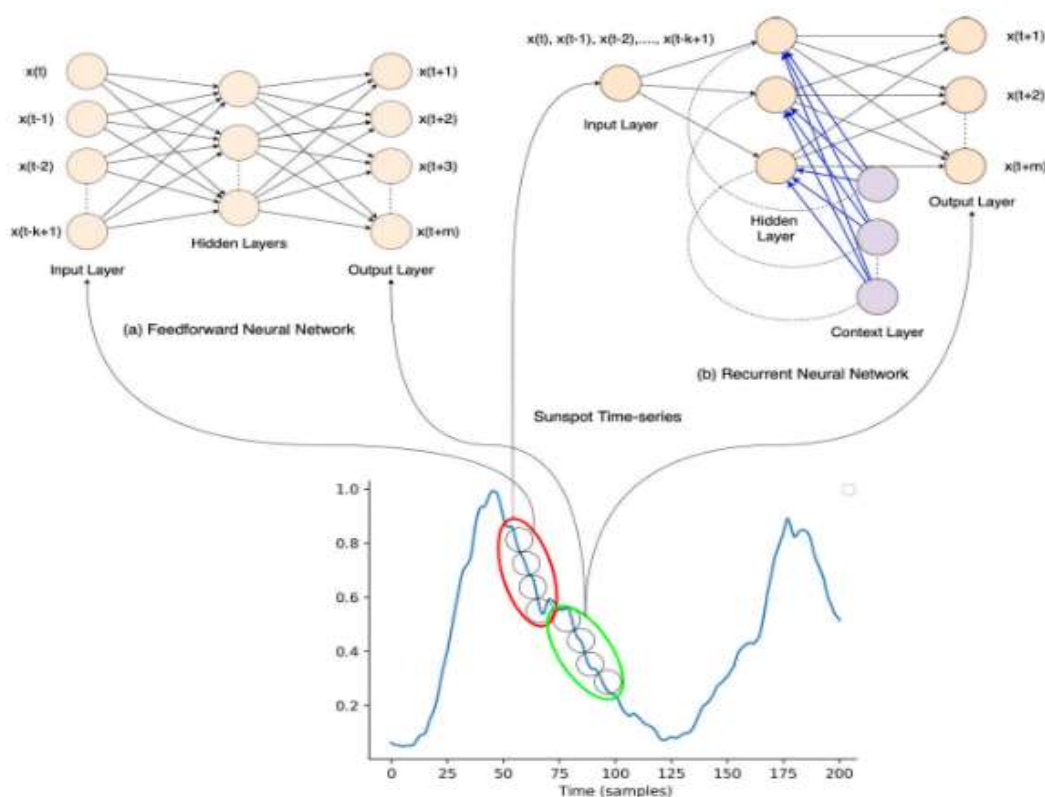 x(t)
x(t-1)
x(t-2)
x(t-k+1)
Input Layer
Hidden Layers
x(t+1)
x(t+2)
x(t+3)
x(t+m)
Output Layer
(a) Feedforward Neural Network
x(t), x(t-1), x(t-2),...., x(t-k+1)
Input Layer
Hidden
Layer
x(t+1)
x(t+2)
x(t+m)
Output Layer
Context Layer
(b) Recurrent Neural Network
Sunspot Time-series
1.0
0.8
0.6
0.4
0.2
0 25 50 75 100 125 150 175 200
Time (samples)